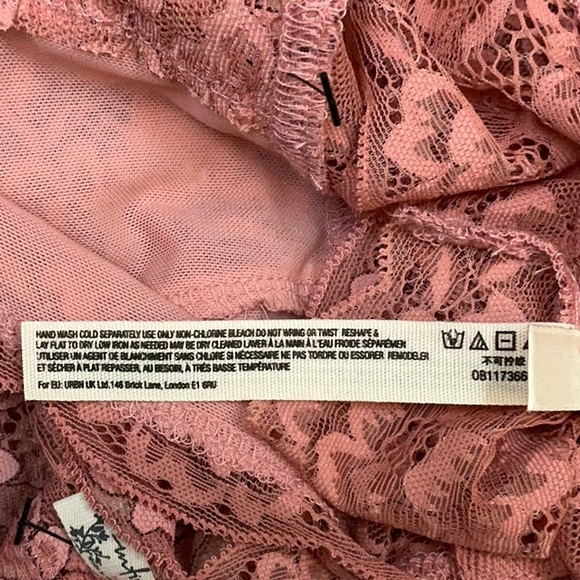 HAND WASH COLD SEPARATELY USE ONLY NON-CHLORINE BLEACH DO NOT WRING OR TWIST RESHAPE &
LAY FLAT TO DRY LOW IRON AS NEEDED MAY BE DRY CLEANED LAVER À LA MAIN À L'EAU FROIDE SÉPARÉMEN
UTILISER UN AGENT DE BLANCHIMENT SANS CHLORE SI NÉCESSAIRE NE PAS TORDRE OU ESSORER REMODELER
ET SÉCHER À PLAT REPASSER, AU BESOIN, À TRÈS BASSE TEMPÉRATURE
For EU: URBN UK Ltd.146 Brick Lane, London E1 6RU
不可拧绞
OB117366